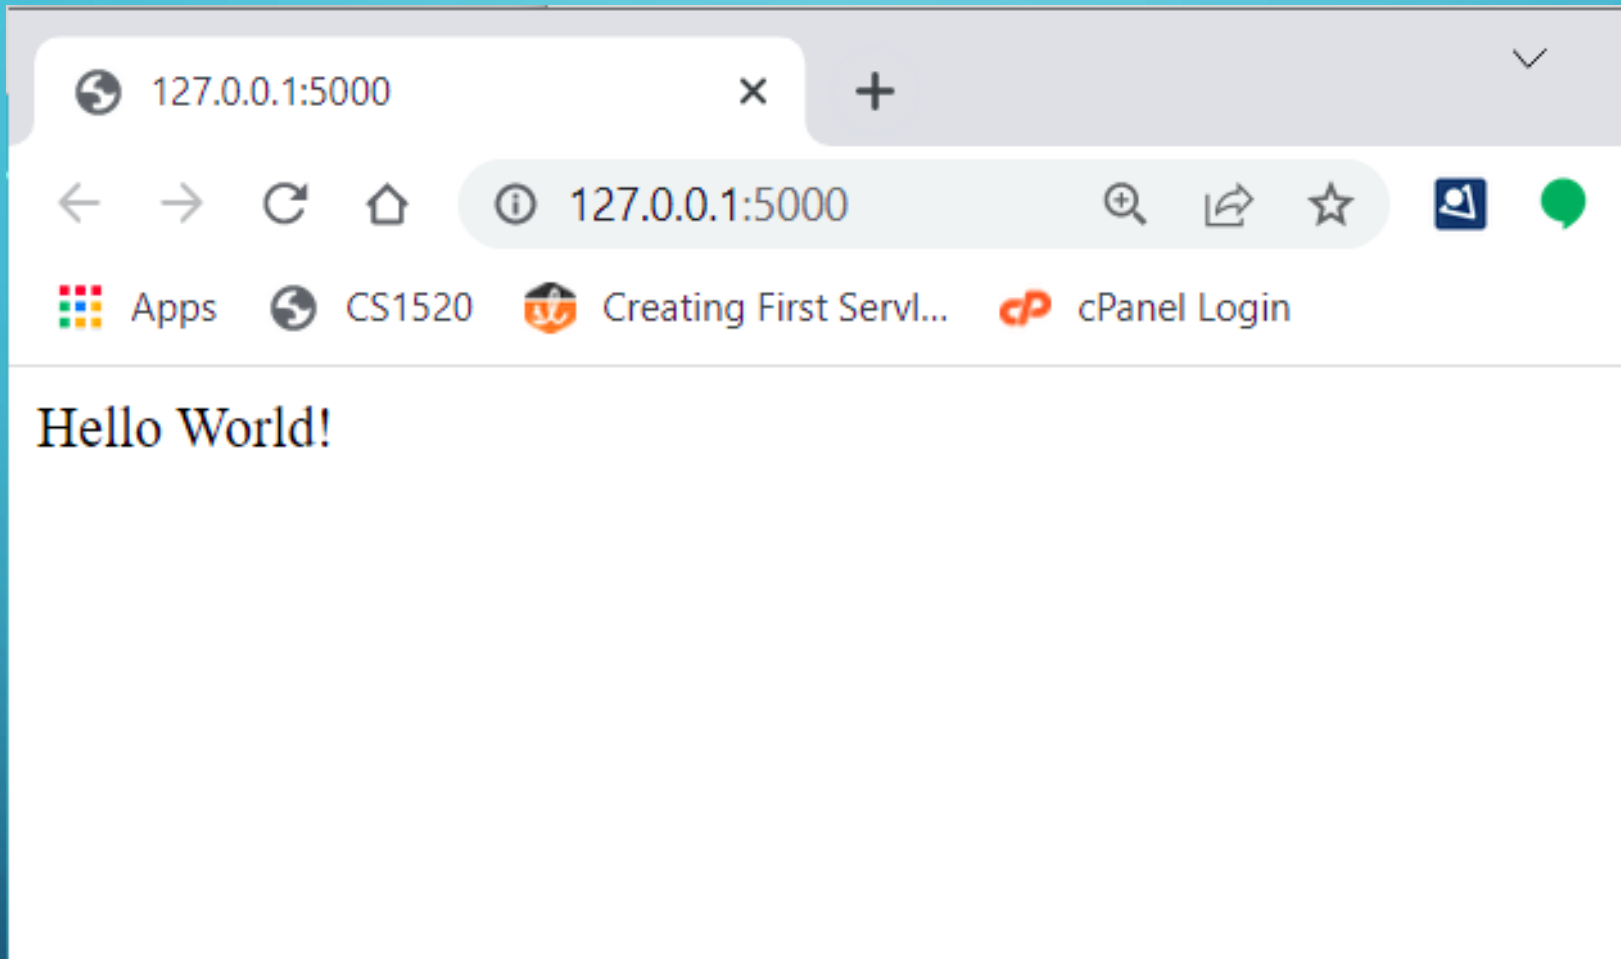 127.0.0.1:5000
127.0.0.1:5000
Apps CS1520 Creating First Servl... cPanel Login
Hello World!